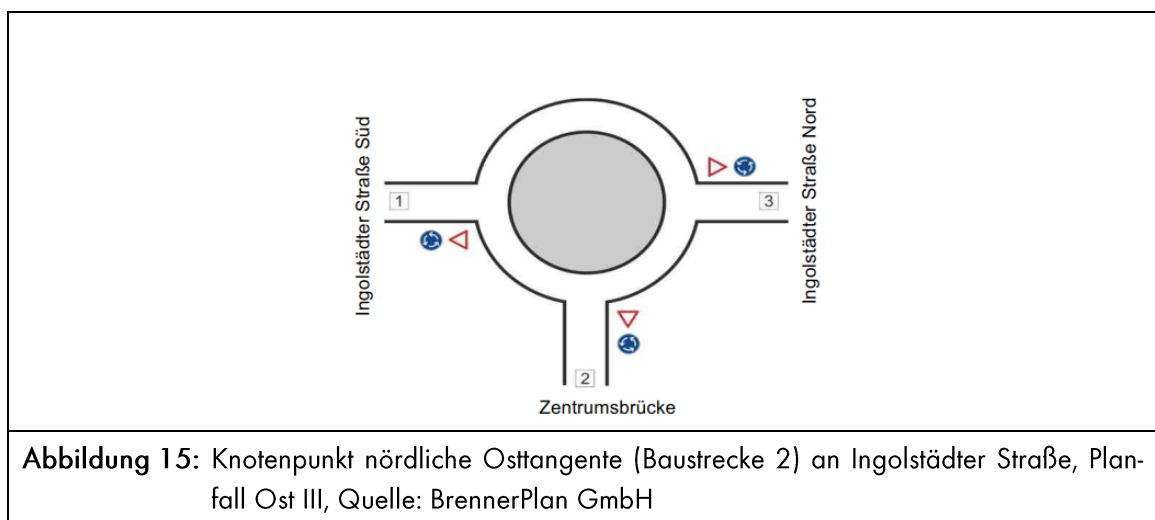 Ingolstädter Straße Süd
Ingolstädter Straße Nord
1
3
2
Zentrumsbrücke
Abbildung 15: Knotenpunkt nördliche Osttangente (Baustrecke 2) an Ingolstädter Straße, Plan-
fall Ost III, Quelle: BrennerPlan GmbH